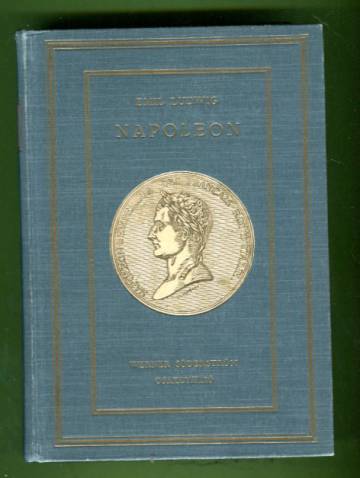 EMIL LUDWIG
NAPOLEON
WERNER SÖDERSTRÖM
OSAKEYHTIÖ